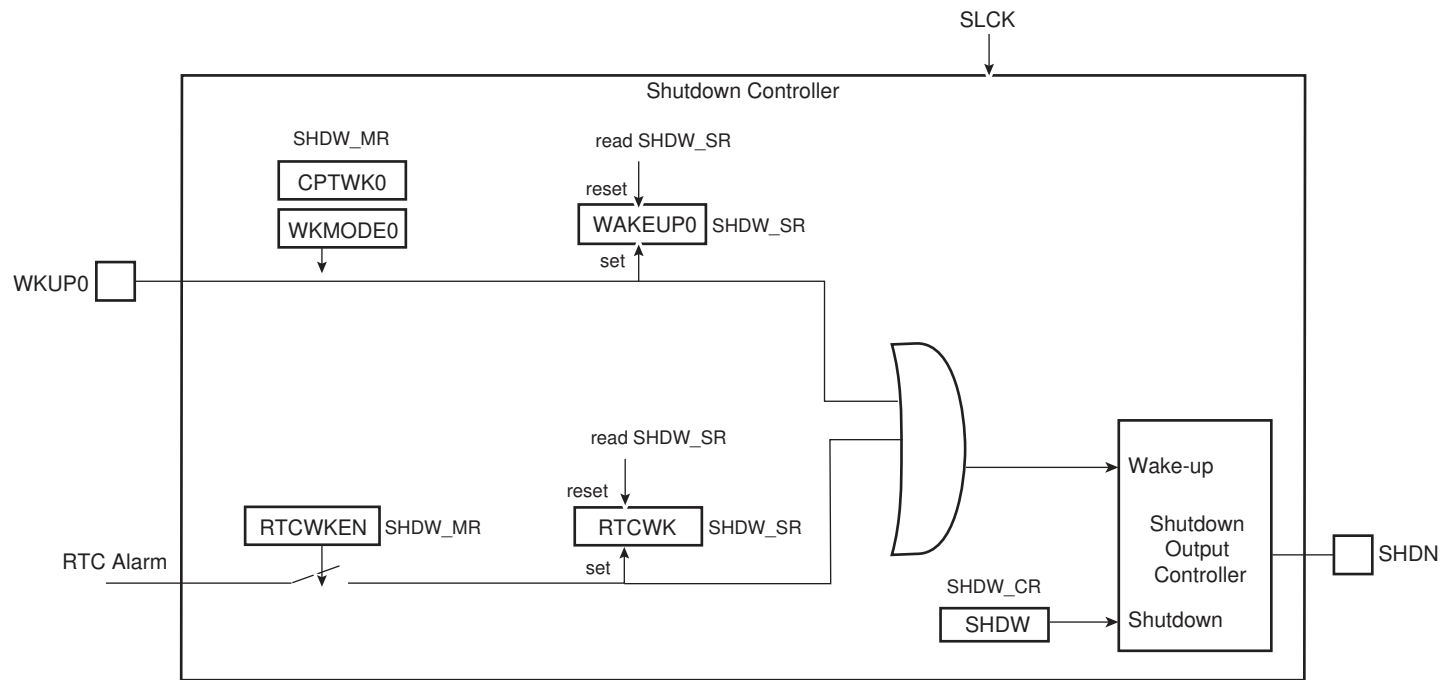 SLCK
Shutdown Controller
SHDW_MR
read SHDW_SR
CPTWK0
reset
WKMODE0
WAKEUP0
SHDW_SR
set
WKUP0
read SHDW_SR
Wake-up
reset
RTCWKEN
SHDW_MR
RTCWK
SHDW_SR
Shutdown
Output
Controller
SHDN
RTC Alarm
set
SHDW_CR
SHDW
Shutdown